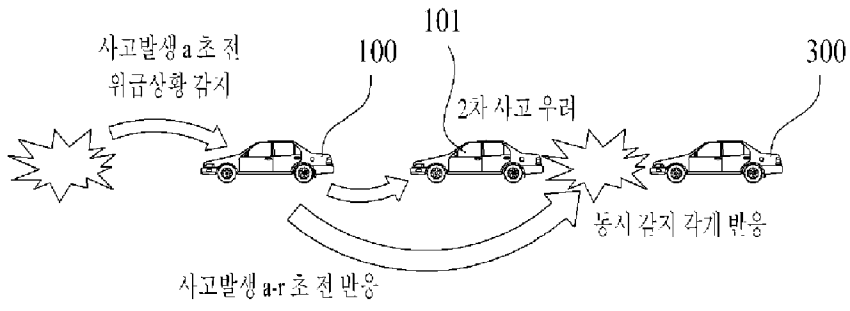 사고발생 a 초 전
위급상황 감지
100
101
2차 사고 우려
300
동시 감지 각게 반응
사고발생 a-r 초 전 반응